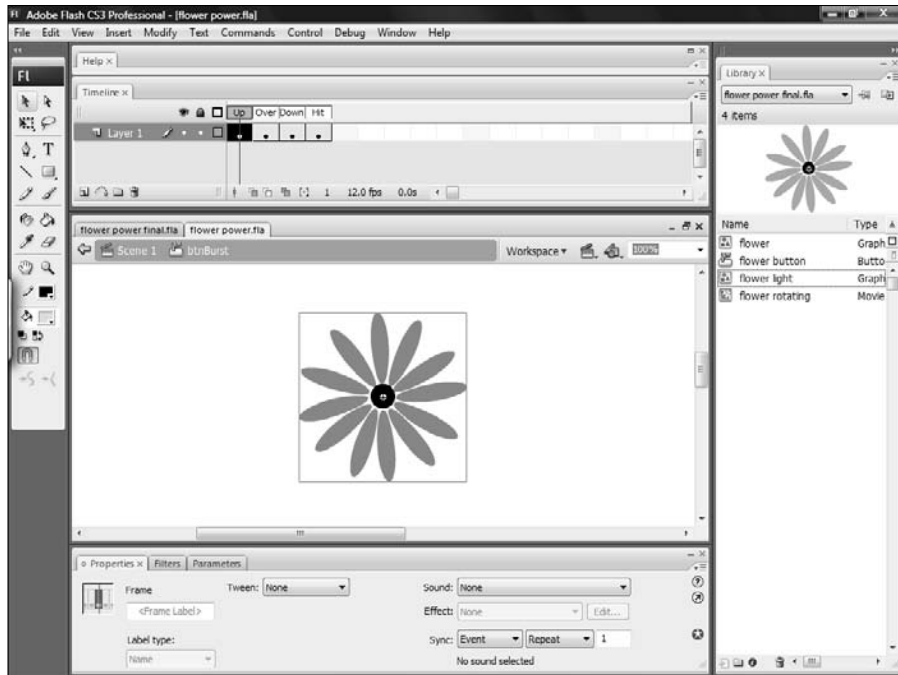 Fl Adobe Flash CS3 Professional - [flower power.fla]
File Edit View Insert Modify Text Commands Control Debug Window Help
Fl
Help ×
Timeline ×
Up Over Down Hit
Layer 1
1 12.0 fps 0.0s
flower power final.fla flower power.fla
Scene 1 btnBurst Workspace 100%
Properties × Filters Parameters
Frame
<Frame Label>
Label type:
Name
Tween: None
Sound: None
Effect: None Edit...
Sync: Event Repeat 1
No sound selected
Library ×
flower power final.fla
4 items
Name Type
flower Graph
flower button Butto
flower light Graph
flower rotating Movie